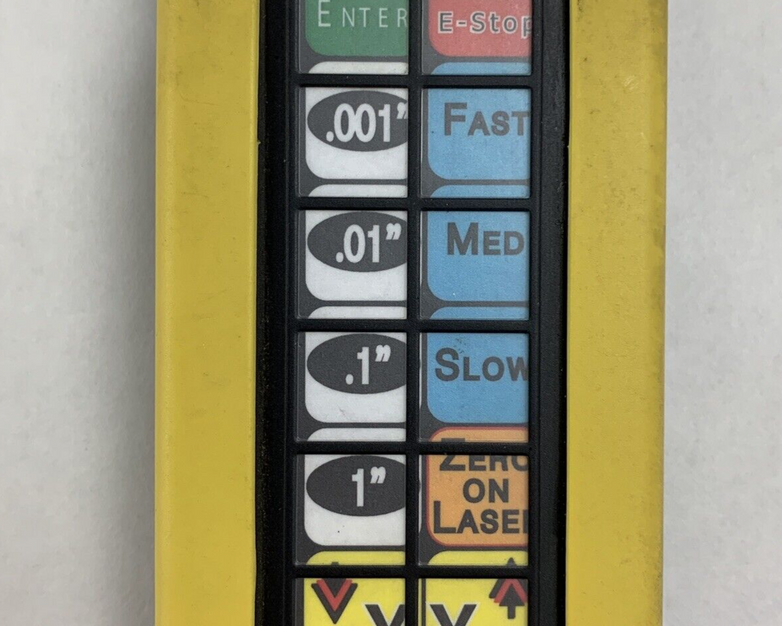 ENTER
E-Stop
.001”
FAST
.01”
MED
.1”
SLOW
1”
ZERO
ON
LASER
Y
Y